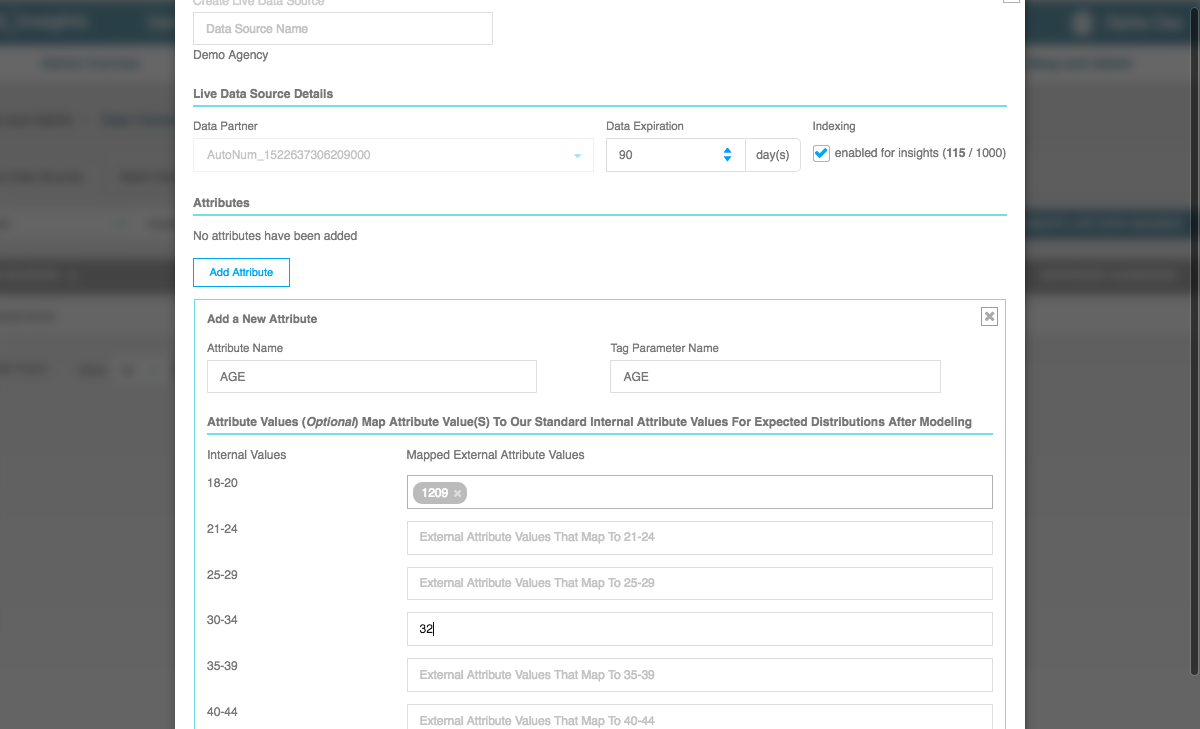 Create Live Data Source
Data Source Name
Demo Agency
Live Data Source Details
Data Partner
Data Expiration
Indexing
AutoNum_1522637306209000
90
day(s)
enabled for insights (115 / 1000)
Attributes
No attributes have been added
Add Attribute
Add a New Attribute
Attribute Name
Tag Parameter Name
AGE
AGE
Attribute Values (Optional) Map Attribute Value(S) To Our Standard Internal Attribute Values For Expected Distributions After Modeling
Internal Values
Mapped External Attribute Values
18-20
1209
21-24
External Attribute Values That Map To 21-24
25-29
External Attribute Values That Map To 25-29
30-34
32
35-39
External Attribute Values That Map To 35-39
40-44
External Attribute Values That Map To 40-44